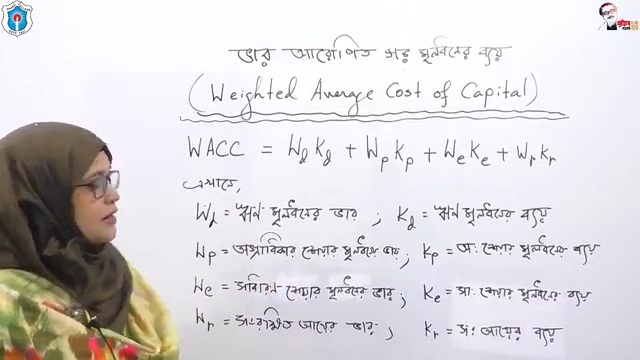 ভার আরোপিত গড় মূলধনের ব্যয়
(Weighted Average Cost of Capital)
WACC = WdKd + WpKp + WeKe + WrKr
এখানে,
Wd = ঋণ মূলধনের ভার ; Kd = ঋণ মূলধনের ব্যয়
Wp = অগ্রাধিকার শেয়ার মূলধনের ভার ; Kp = অঃ শেয়ার মূলধনের ব্যয়
We = সাধারণ শেয়ার মূলধনের ভার ; Ke = সাঃ শেয়ার মূলধনের ব্যয়
Wr = সংরক্ষিত আয়ের ভার ; Kr = সঃ আয়ের ব্যয়